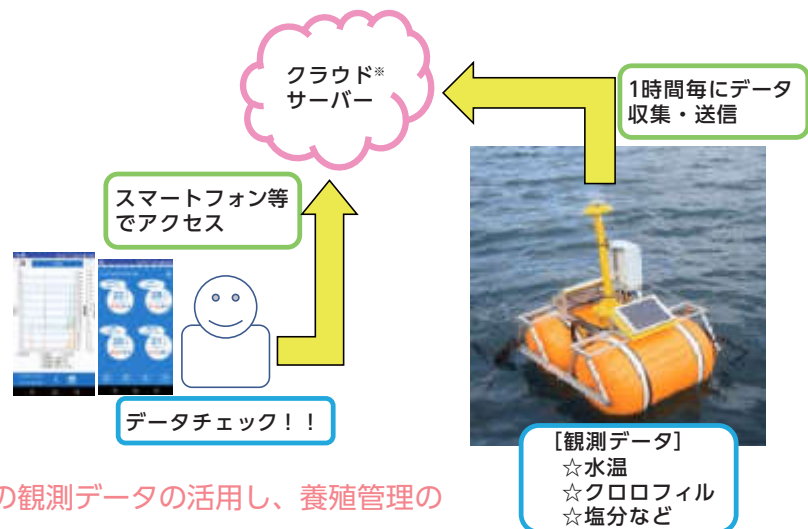 クラウド※
サーバー
1時間毎にデータ
収集・送信
スマートフォン等
でアクセス
データチェック！！
[観測データ]
☆水温
☆クロロフィル
☆塩分など
の観測データの活用し、養殖管理の